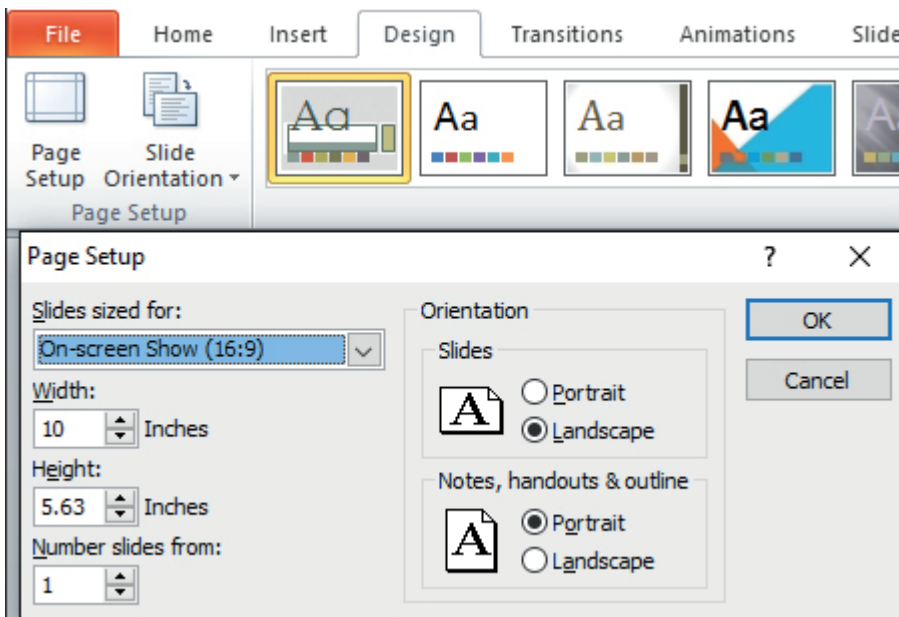 File Home Insert Design Transitions Animations Slide
Aa Aa Aa Aa A
Page Setup
Slide Orientation
Page Setup
Page Setup ? X
Slides sized for:
On-screen Show (16:9)
Width:
10 Inches
Height:
5.63 Inches
Number slides from:
1
Orientation
Slides
A Portrait
Landscape
Notes, handouts & outline
A Portrait
Landscape
OK
Cancel